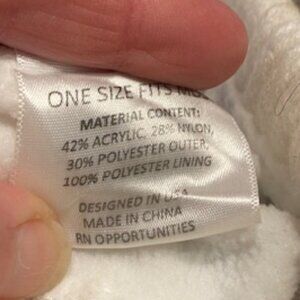 ONE SIZE FITS
MATERIAL CONTENT:
42% ACRYLIC, 28% NYLON,
30% POLYESTER OUTER,
100% POLYESTER LINING
DESIGNED IN USA
MADE IN CHINA
RN OPPORTUNITIES